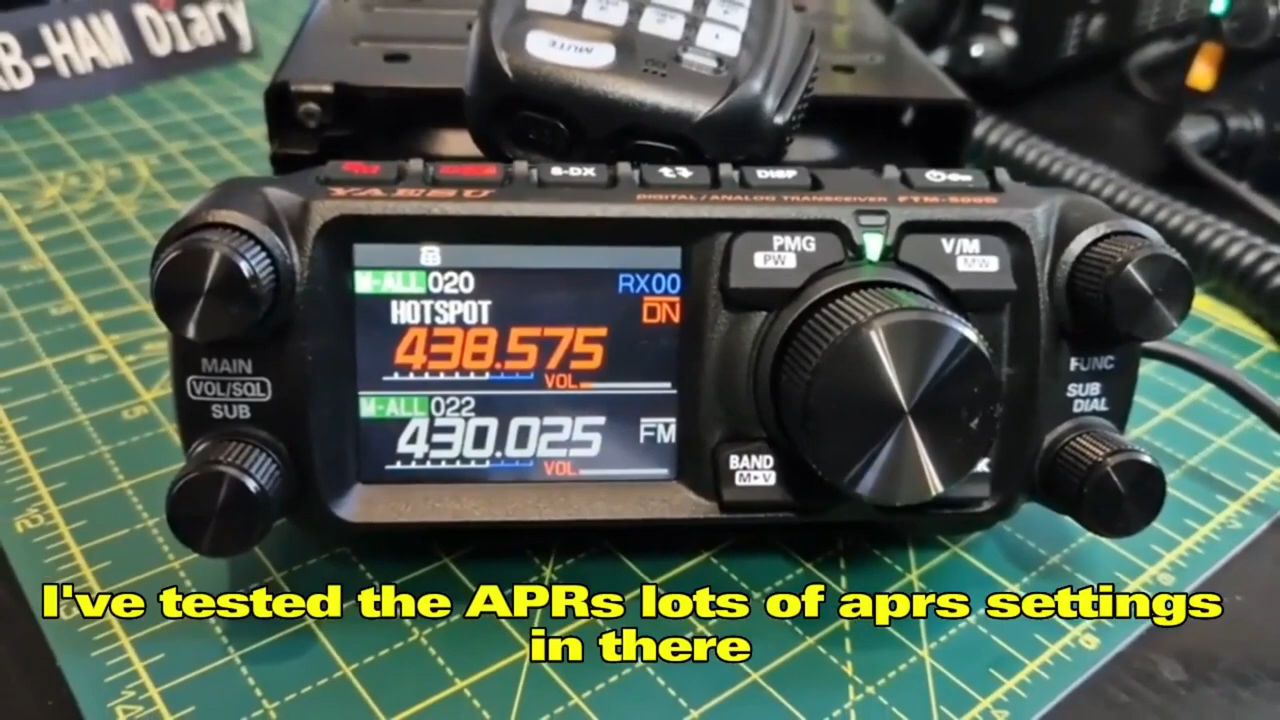 B-HAM Diary
MUTE
S-DX
DISP
YAESU
DIGITAL / ANALOG TRANSCEIVER FTM-500D
PMG
PW
V/M
MW
M-ALL 020
RX00
HOTSPOT
DN
438.575
VOL
M-ALL 022
430.025
FM
VOL
MAIN
VOL/SQL
SUB
BAND
M▸V
FUNC
SUB
DIAL
I've tested the APRs lots of aprs settings
in there